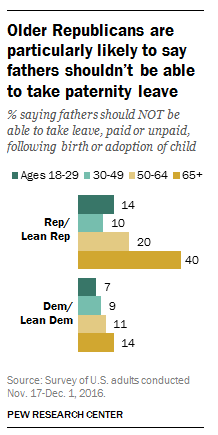 Older Republicans are
particularly likely to say
fathers shouldn't be able
to take paternity leave
% saying fathers should NOT be
able to take leave, paid or unpaid,
following birth or adoption of child
Ages 18-29 30-49 50-64 65+
Rep/
Lean Rep
14
10
20
40
Dem/
Lean Dem
7
9
11
14
Source: Survey of U.S. adults conducted
Nov. 17-Dec. 1, 2016.
PEW RESEARCH CENTER